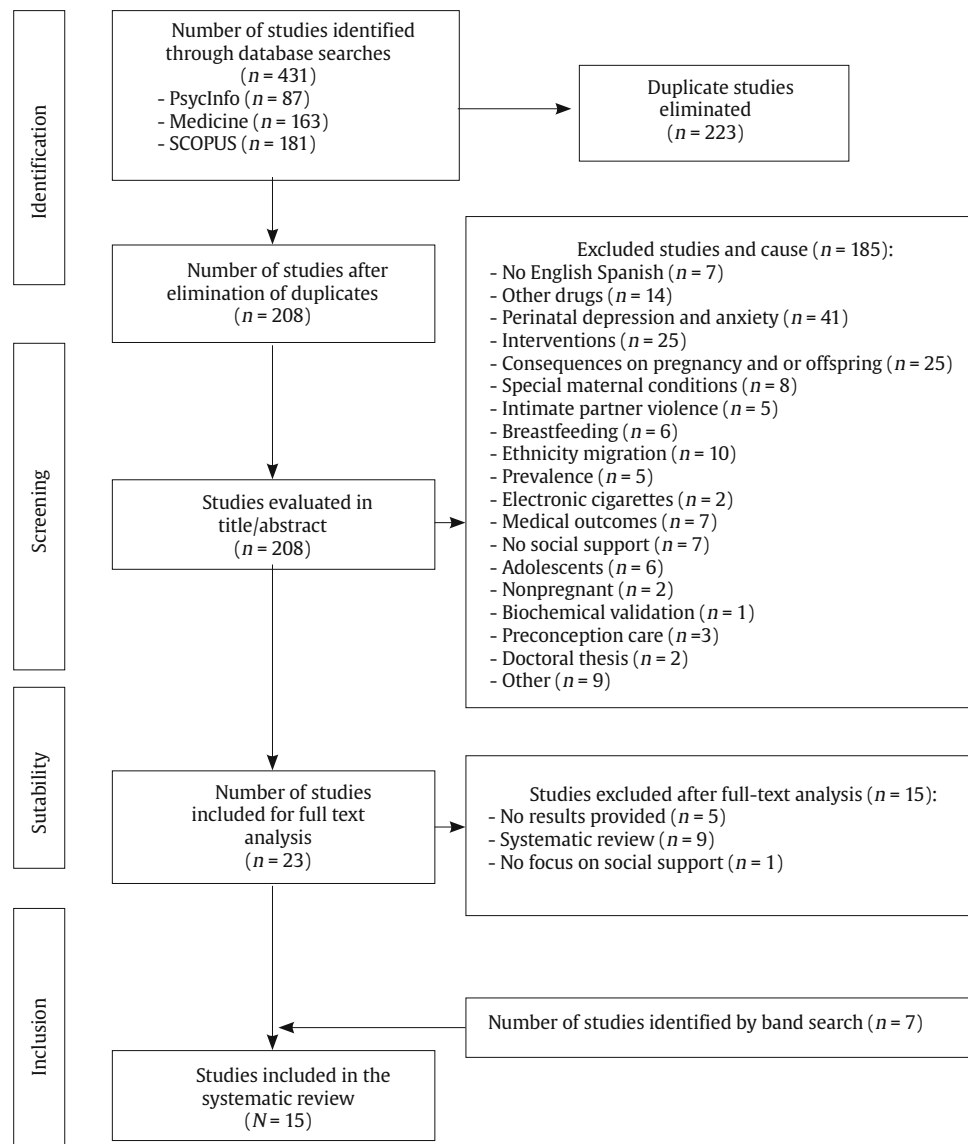 Identification
Number of studies identified
through database searches
(n = 431)
- PsycInfo (n = 87)
- Medicine (n = 163)
- SCOPUS (n = 181)
Duplicate studies
eliminated
(n = 223)
Number of studies after
elimination of duplicates
(n = 208)
Screening
Studies evaluated in
title/abstract
(n = 208)
Excluded studies and cause (n = 185):
- No English Spanish (n = 7)
- Other drugs (n = 14)
- Perinatal depression and anxiety (n = 41)
- Interventions (n = 25)
- Consequences on pregnancy and or offspring (n = 25)
- Special maternal conditions (n = 8)
- Intimate partner violence (n = 5)
- Breastfeeding (n = 6)
- Ethnicity migration (n = 10)
- Prevalence (n = 5)
- Electronic cigarettes (n = 2)
- Medical outcomes (n = 7)
- No social support (n = 7)
- Adolescents (n = 6)
- Nonpregnant (n = 2)
- Biochemical validation (n = 1)
- Preconception care (n =3)
- Doctoral thesis (n = 2)
- Other (n = 9)
Sutability
Number of studies
included for full text
analysis
(n = 23)
Studies excluded after full-text analysis (n = 15):
- No results provided (n = 5)
- Systematic review (n = 9)
- No focus on social support (n = 1)
Inclusion
Number of studies identified by band search (n = 7)
Studies included in the
systematic review
(N = 15)